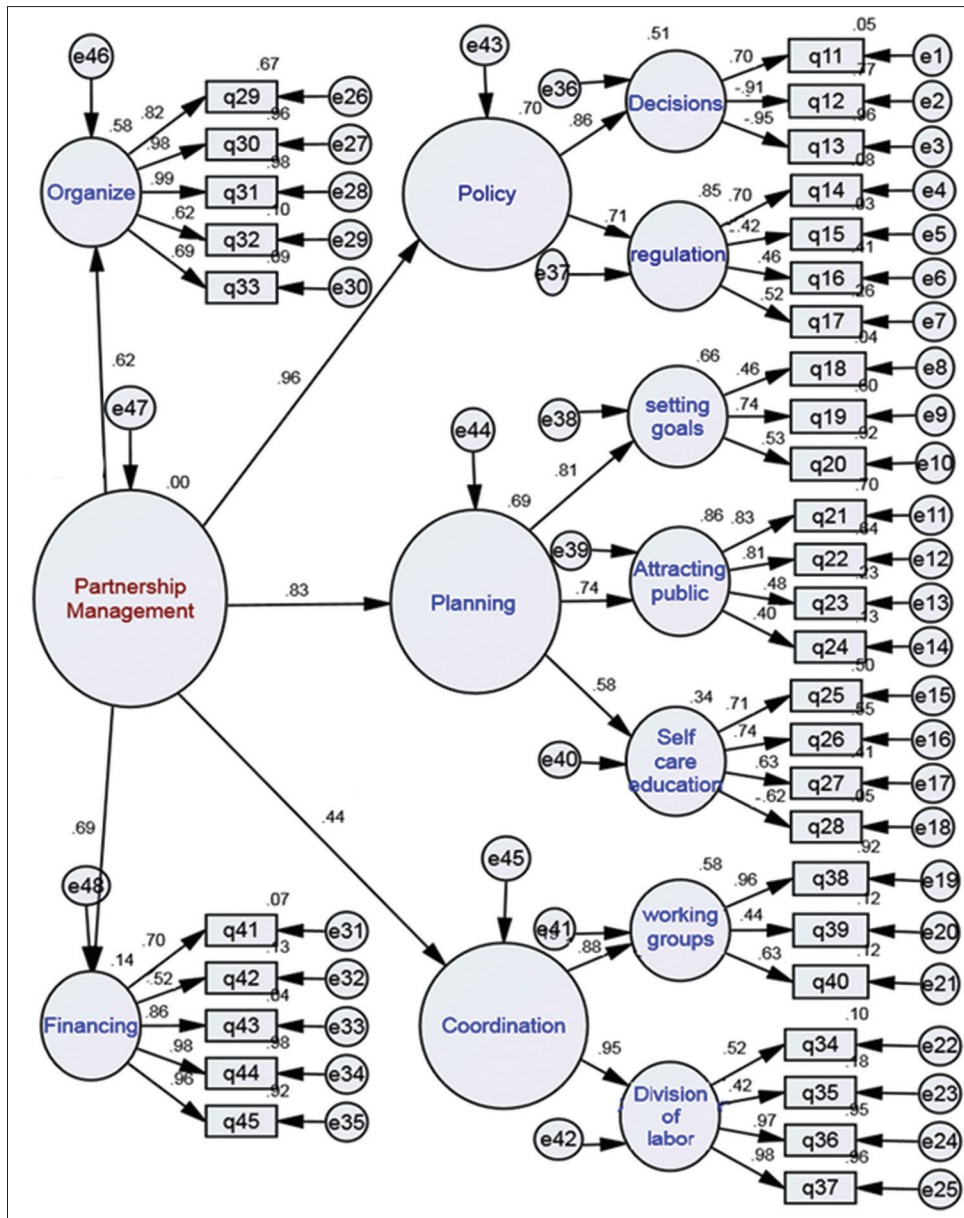 e46
.67
.82
q29
e26
.96
.58
.98
q30
e27
.98
Organize
.99
q31
e28
.10
.62
q32
e29
.09
.69
q33
e30
.62
e47
.00
Partnership
Management
.96
.83
.44
.69
e48
.07
.70
q41
e31
.13
.14
.52
q42
e32
.04
Financing
.86
q43
e33
.98
.98
q44
e34
.92
.96
q45
e35
e43
.70
Policy
.86
.71
e36
.51
Decisions
.05
.70
q11
e1
.77
-.91
q12
e2
.96
-.95
q13
e3
.08
e37
.85
regulation
.70
q14
e4
.03
-.42
q15
e5
.41
.46
q16
e6
.26
.52
q17
e7
.04
e44
.69
Planning
.81
.74
.58
e38
.66
setting
goals
.46
q18
e8
.60
.74
q19
e9
.92
.53
q20
e10
.70
e39
.86
Attracting
public
.83
q21
e11
.64
.81
q22
e12
.23
.48
q23
e13
.13
.40
q24
e14
.50
e40
.34
Self
care
education
.71
q25
e15
.55
.74
q26
e16
.41
.63
q27
e17
.05
-.62
q28
e18
.92
e45
Coordination
.88
.95
e41
.58
working
groups
.96
q38
e19
.12
.44
q39
e20
.12
.63
q40
e21
.10
e42
Division
of
labor
.52
q34
e22
.18
.42
q35
e23
.95
.97
q36
e24
.96
.98
q37
e25